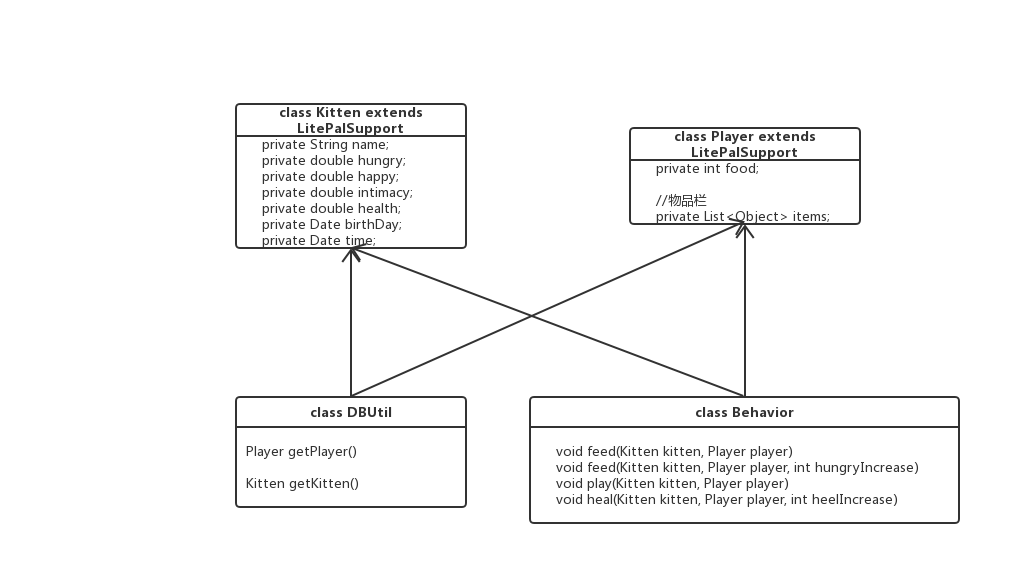 class Kitten extends
LitePalSupport
private String name;
private double hungry;
private double happy;
private double intimacy;
private double health;
private Date birthDay;
private Date time;
class Player extends
LitePalSupport
private int food;
//物品栏
private List<Object> items;
class DBUtil
Player getPlayer()
Kitten getKitten()
class Behavior
void feed(Kitten kitten, Player player)
void feed(Kitten kitten, Player player, int hungryIncrease)
void play(Kitten kitten, Player player)
void heal(Kitten kitten, Player player, int heelIncrease)